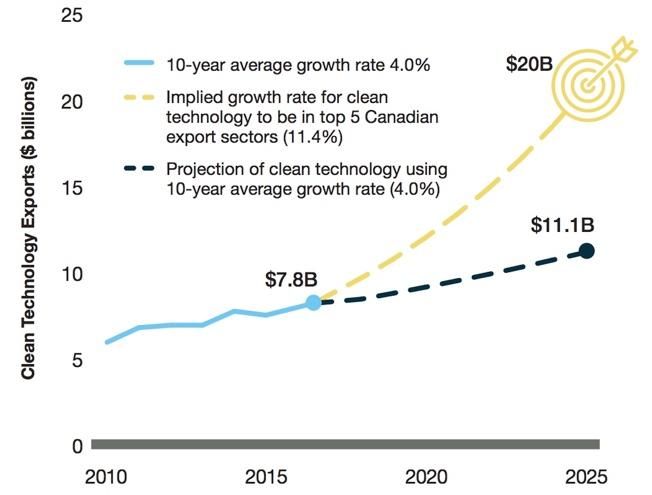 25
20
15
10
5
0
Clean Technology Exports ($ billions)
10-year average growth rate 4.0%
Implied growth rate for clean
technology to be in top 5 Canadian
export sectors (11.4%)
Projection of clean technology using
10-year average growth rate (4.0%)
$20B
$11.1B
$7.8B
2010
2015
2020
2025